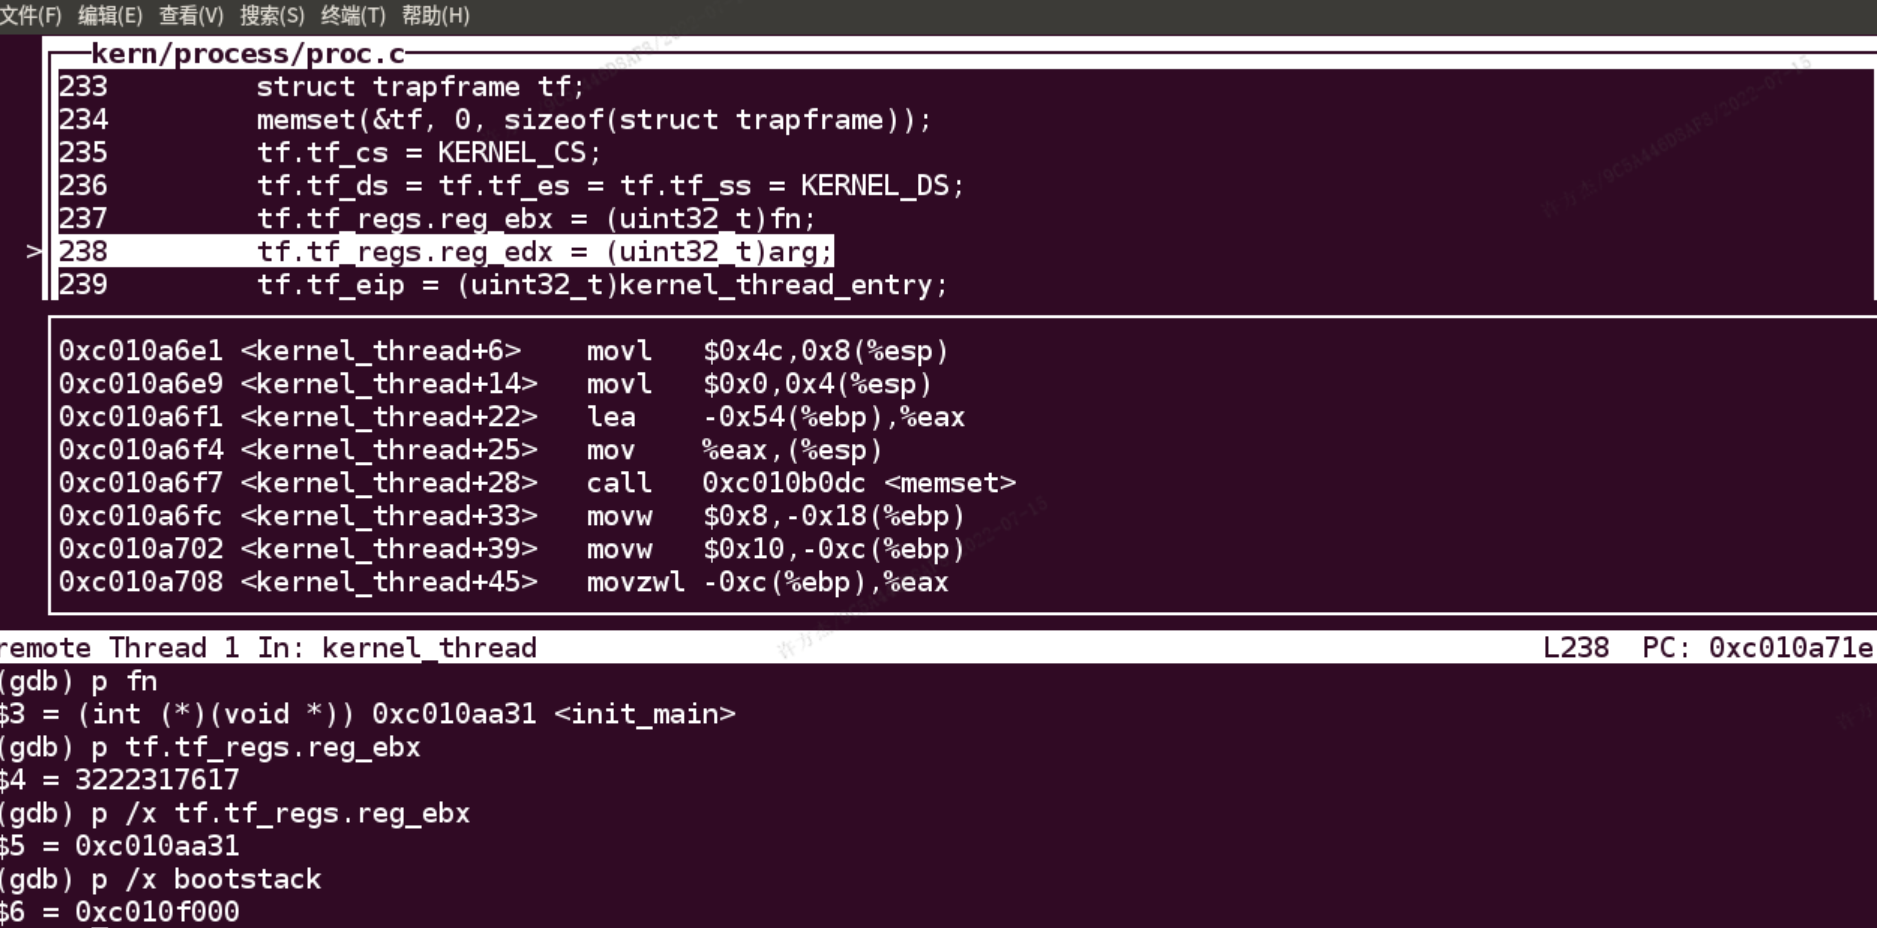 文件(F) 编辑(E) 查看(V) 搜索(S) 终端(T) 帮助(H)
kern/process/proc.c
233         struct trapframe tf;
234         memset(&tf, 0, sizeof(struct trapframe));
235         tf.tf_cs = KERNEL_CS;
236         tf.tf_ds = tf.tf_es = tf.tf_ss = KERNEL_DS;
237         tf.tf_regs.reg_ebx = (uint32_t)fn;
> 238         tf.tf_regs.reg_edx = (uint32_t)arg;
239         tf.tf_eip = (uint32_t)kernel_thread_entry;
0xc010a6e1 <kernel_thread+6>    movl   $0x4c,0x8(%esp)
0xc010a6e9 <kernel_thread+14>   movl   $0x0,0x4(%esp)
0xc010a6f1 <kernel_thread+22>   lea    -0x54(%ebp),%eax
0xc010a6f4 <kernel_thread+25>   mov    %eax,(%esp)
0xc010a6f7 <kernel_thread+28>   call   0xc010b0dc <memset>
0xc010a6fc <kernel_thread+33>   movw   $0x8,-0x18(%ebp)
0xc010a702 <kernel_thread+39>   movw   $0x10,-0xc(%ebp)
0xc010a708 <kernel_thread+45>   movzwl -0xc(%ebp),%eax
remote Thread 1 In: kernel_thread L238 PC: 0xc010a71e
(gdb) p fn
$3 = (int (*)(void *)) 0xc010aa31 <init_main>
(gdb) p tf.tf_regs.reg_ebx
$4 = 3222317617
(gdb) p /x tf.tf_regs.reg_ebx
$5 = 0xc010aa31
(gdb) p /x bootstack
$6 = 0xc010f000